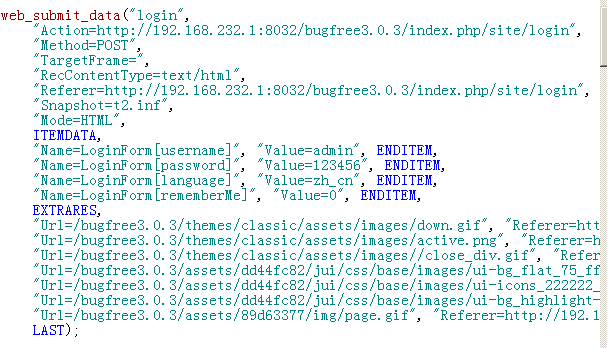 web_submit_data("login",
"Action=http://192.168.232.1:8032/bugfree3.0.3/index.php/site/login",
"Method=POST",
"TargetFrame=",
"RecContentType=text/html",
"Referer=http://192.168.232.1:8032/bugfree3.0.3/index.php/site/login",
"Snapshot=t2.inf",
"Mode=HTML",
ITEMDATA,
"Name=LoginForm[username]", "Value=admin", ENDITEM,
"Name=LoginForm[password]", "Value=123456", ENDITEM,
"Name=LoginForm[language]", "Value=zh_cn", ENDITEM,
"Name=LoginForm[rememberMe]", "Value=0", ENDITEM,
EXTRARES,
"Url=/bugfree3.0.3/themes/classic/assets/images/down.gif", "Referer=htt
"Url=/bugfree3.0.3/themes/classic/assets/images/active.png", "Referer=h
"Url=/bugfree3.0.3/themes/classic/assets/images//close_div.gif", "Refer
"Url=/bugfree3.0.3/assets/dd44fc82/jui/css/base/images/ui-bg_flat_75_ff
"Url=/bugfree3.0.3/assets/dd44fc82/jui/css/base/images/ui-icons_222222_
"Url=/bugfree3.0.3/assets/dd44fc82/jui/css/base/images/ui-bg_highlight-
"Url=/bugfree3.0.3/assets/89d63377/img/page.gif", "Referer=http://192.1
LAST);